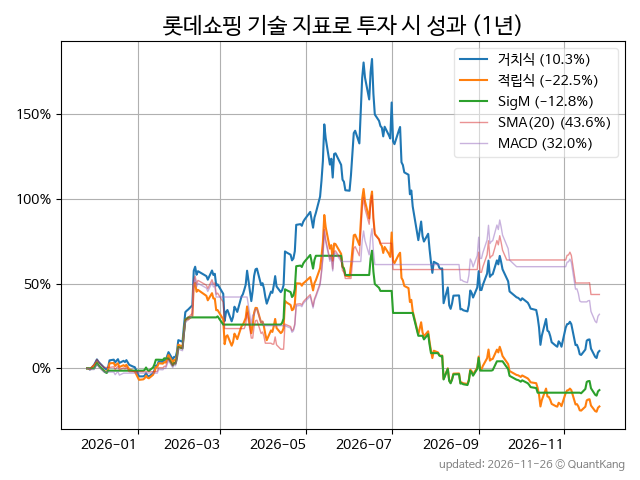 롯데쇼핑 기술 지표로 투자 시 성과 (1년)
거치식 (10.3%)
적립식 (−22.5%)
SigM (−12.8%)
SMA(20) (43.6%)
MACD (32.0%)
150%
100%
50%
0%
2026-01 2026-03 2026-05 2026-07 2026-09 2026-11
updated: 2026-11-26 © QuantKang